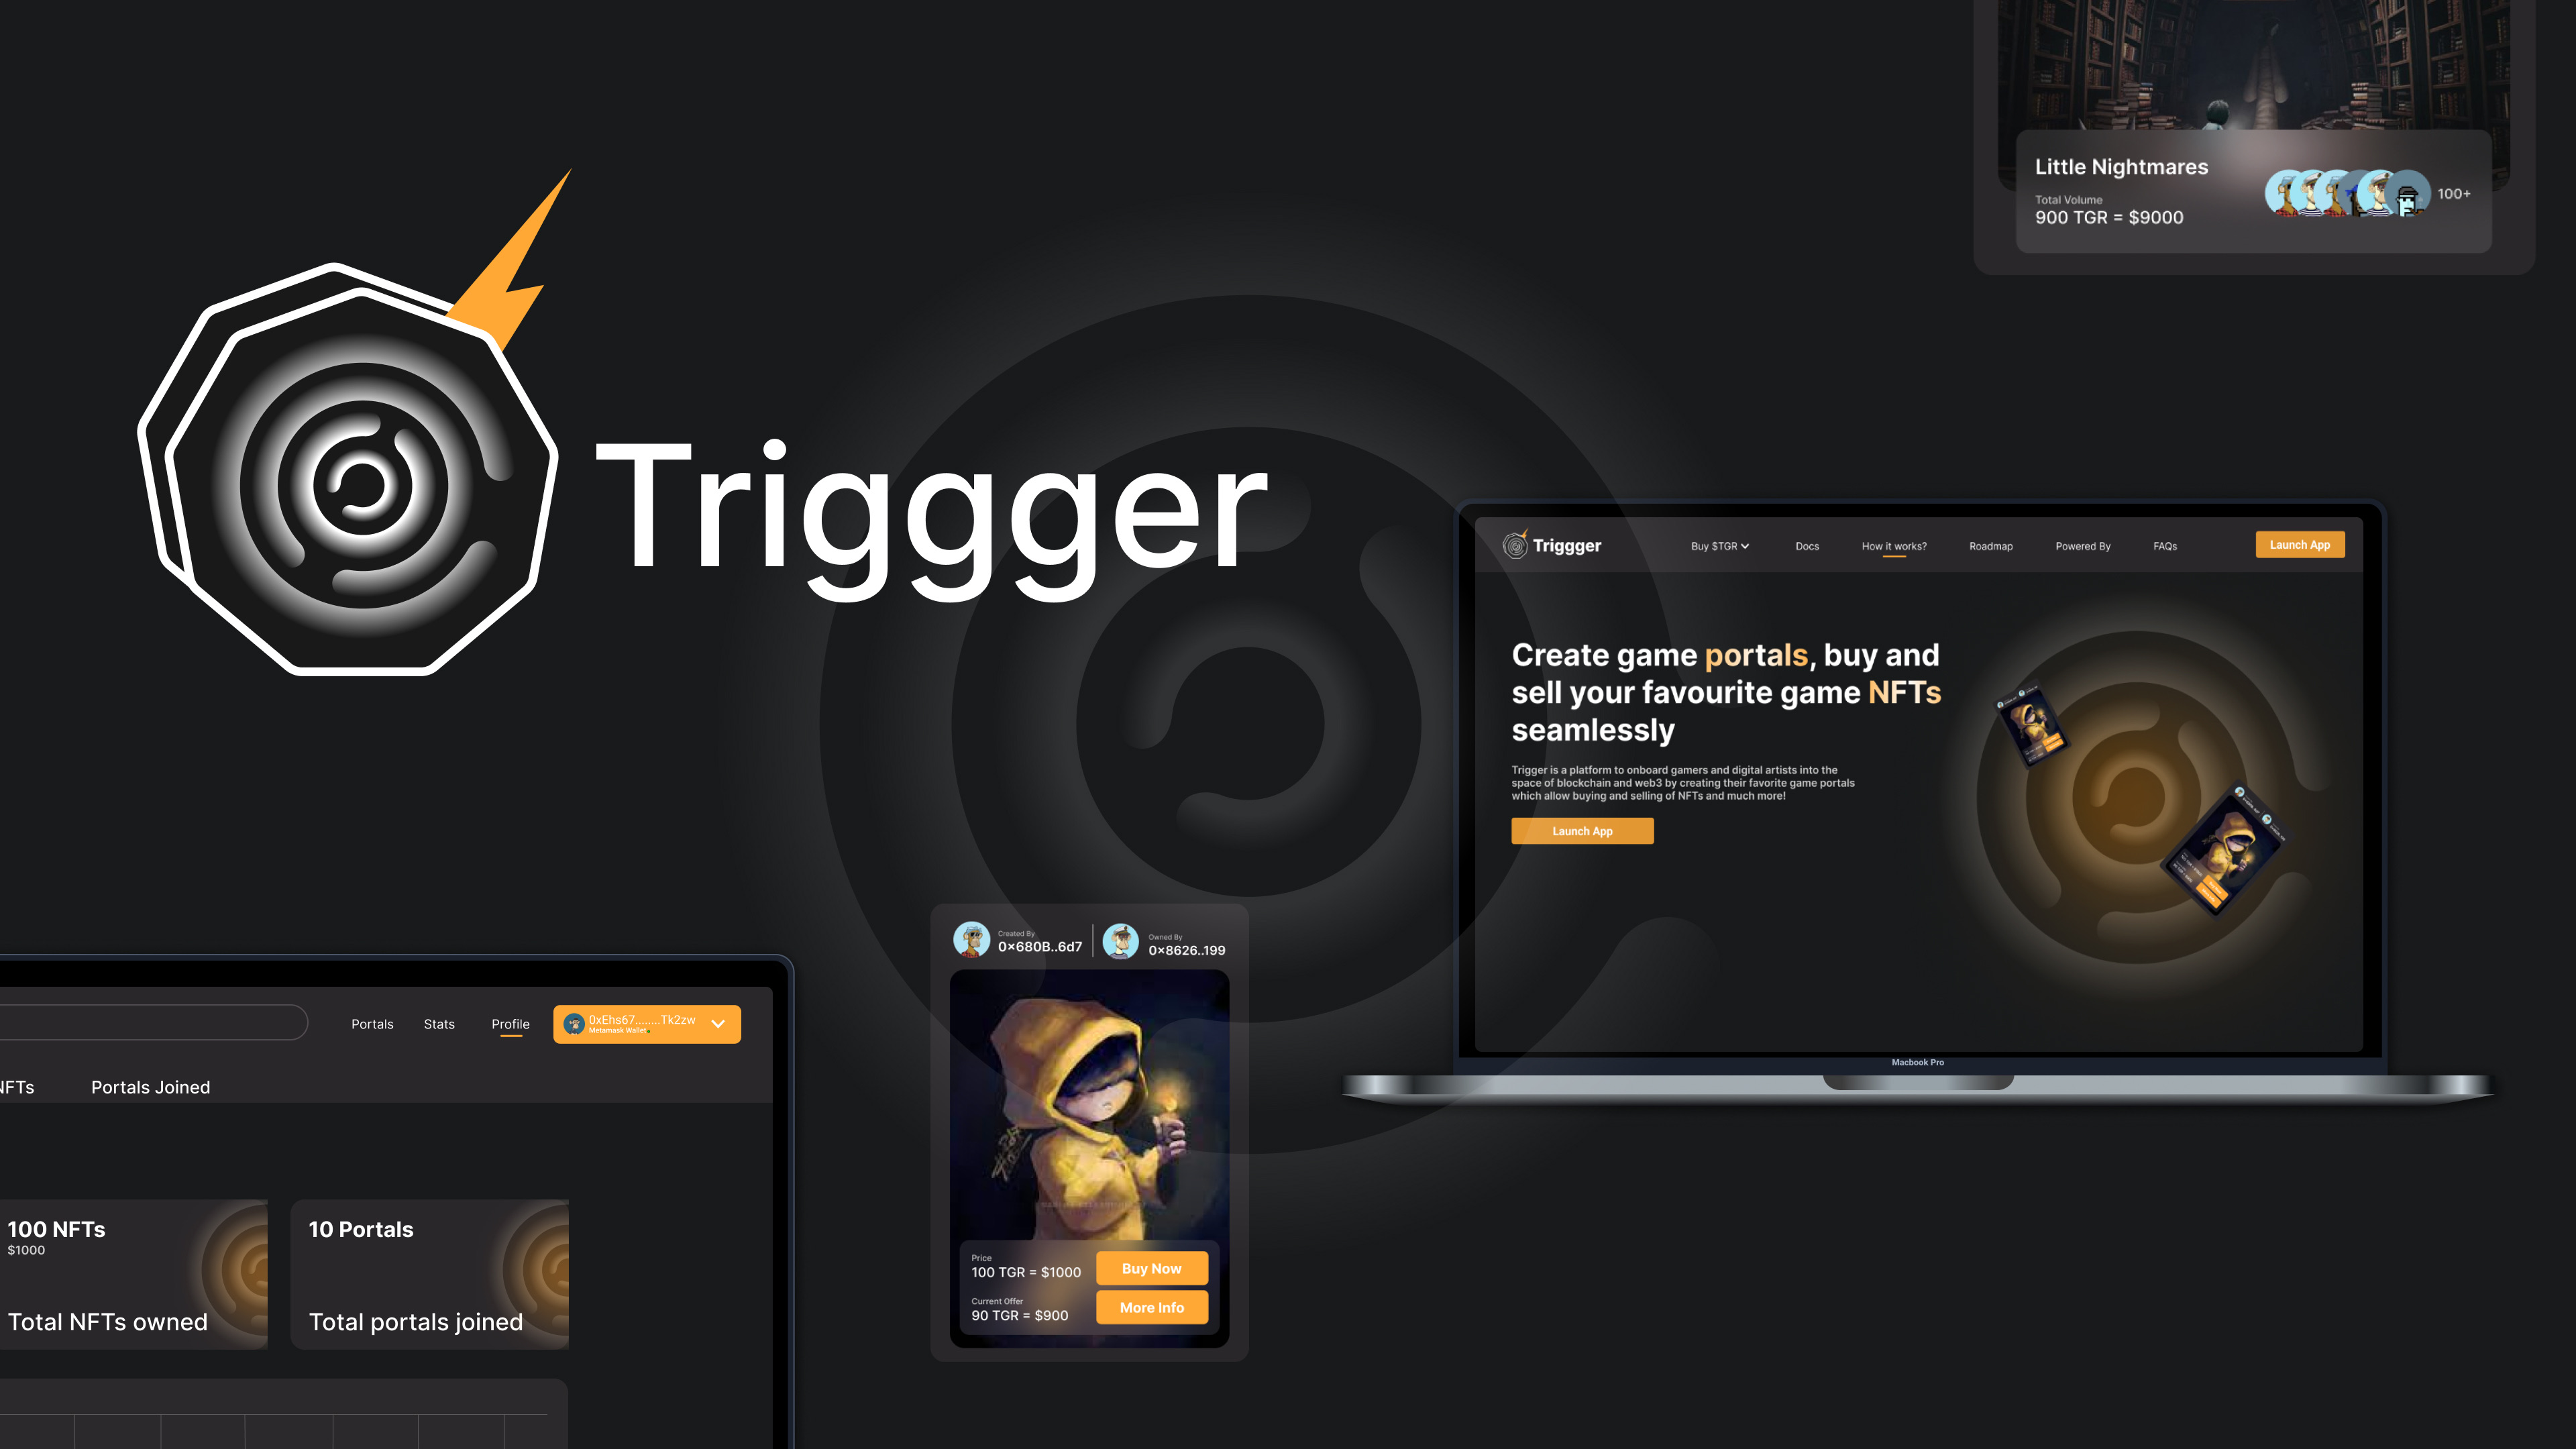 Little Nightmares
Total Volume
900 TGR = $9000
100+
Triggger
Triggger
Buy $TGR
Docs
How it works?
Roadmap
Powered By
FAQs
Launch App
Create game portals, buy and
sell your favourite game NFTs
seamlessly
Trigger is a platform to onboard gamers and digital artists into the
space of blockchain and web3 by creating their favorite game portals
which allow buying and selling of NFTs and much more!
Launch App
Macbook Pro
Created By
0×680B..6d7
Owned By
0×8626..199
Price
100 TGR = $1000
Buy Now
Current Offer
90 TGR = $900
More Info
Portals
Stats
Profile
0xEhs67........Tk2zw
Metamask Wallet
NFTs
Portals Joined
100 NFTs
$1000
Total NFTs owned
10 Portals
Total portals joined